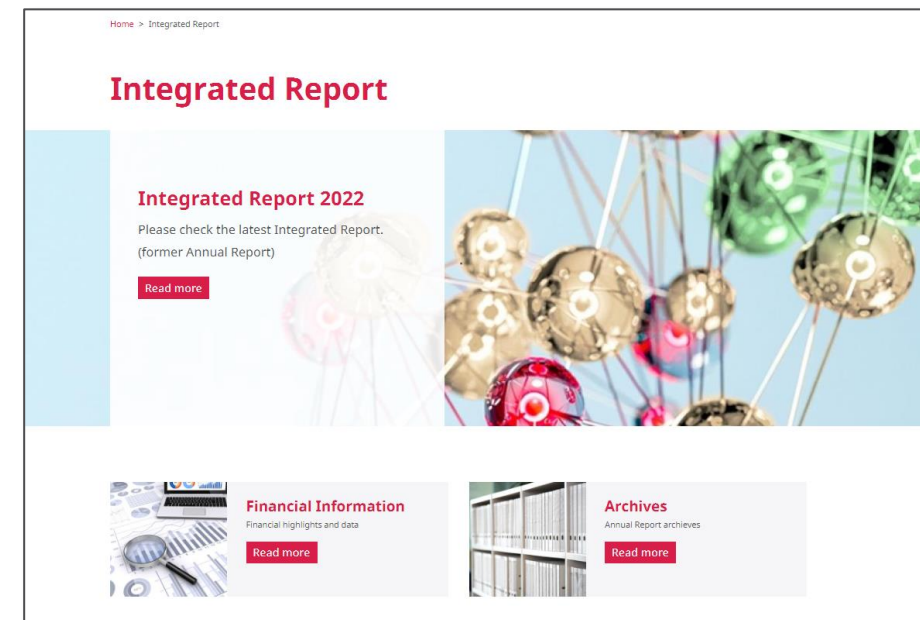 Home > Integrated Report
Integrated Report
Integrated Report 2022
Please check the latest Integrated Report.
(former Annual Report)
Read more
Financial Information
Financial highlights and data
Read more
Archives
Annual Report archieves
Read more